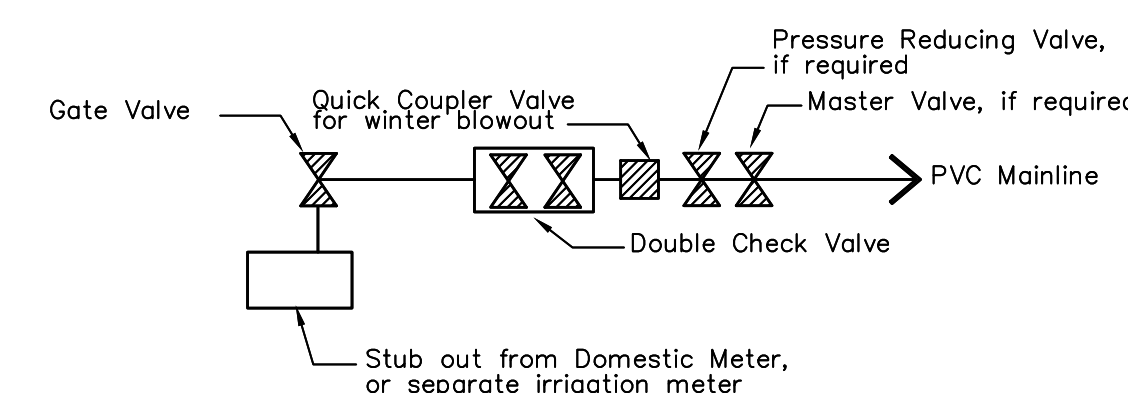 Pressure Reducing Valve,
if required
Gate Valve
Quick Coupler Valve
for winter blowout
Master Valve, if required
PVC Mainline
Double Check Valve
Stub out from Domestic Meter,
or separate irrigation meter